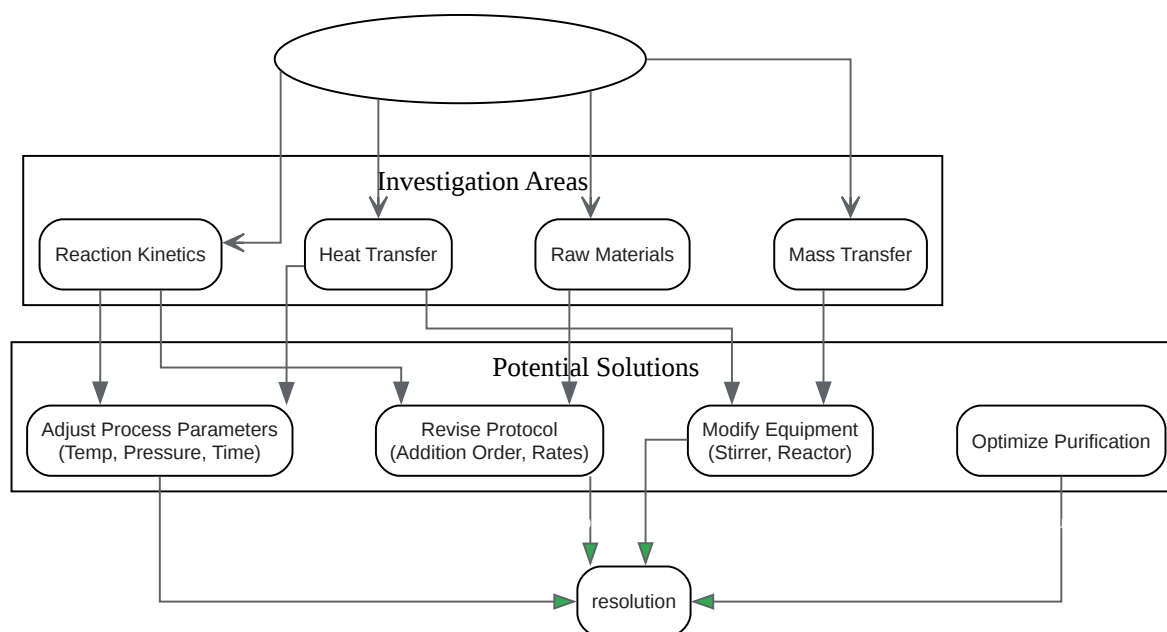 Investigation Areas
Reaction Kinetics
Heat Transfer
Raw Materials
Mass Transfer
Potential Solutions
Adjust Process Parameters
(Temp, Pressure, Time)
Revise Protocol
(Addition Order, Rates)
Modify Equipment
(Stirrer, Reactor)
Optimize Purification
resolution